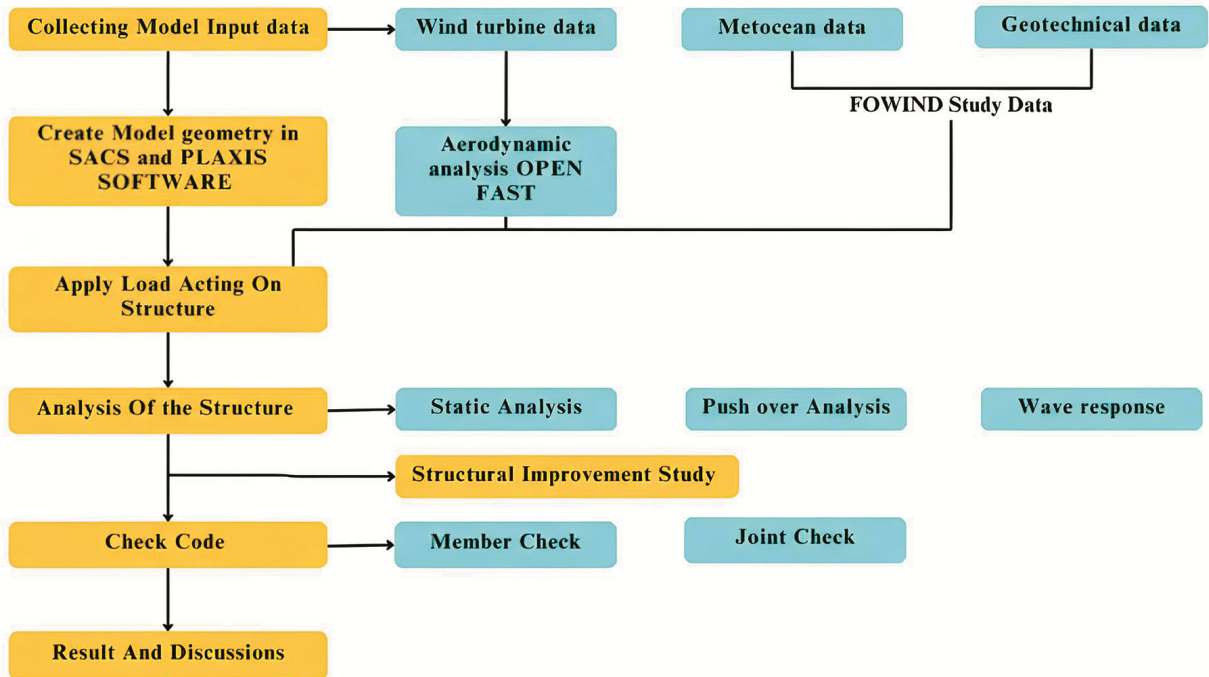 Collecting Model Input data
Wind turbine data
Metocean data
Geotechnical data
FOWIND Study Data
Create Model geometry in
SACS and PLAXIS
SOFTWARE
Aerodynamic
analysis OPEN
FAST
Apply Load Acting On
Structure
Analysis Of the Structure
Static Analysis
Push over Analysis
Wave response
Structural Improvement Study
Check Code
Member Check
Joint Check
Result And Discussions